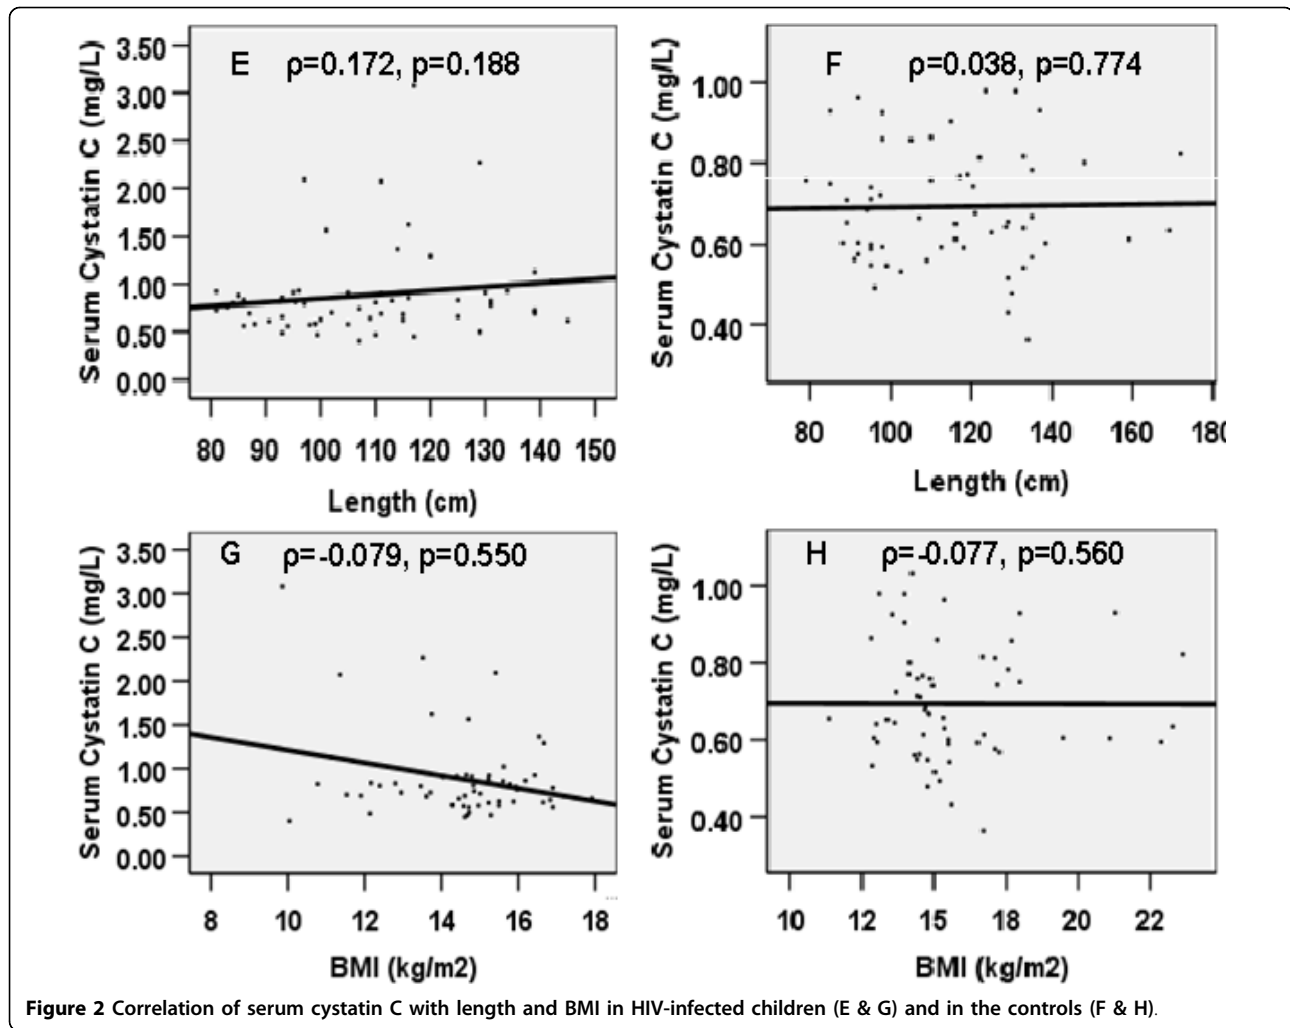 E ρ=0.172, p=0.188
Serum Cystatin C (mg/L)
3.50
3.00
2.50
2.00
1.50
1.00
0.50
0.00
80 90 100 110 120 130 140 150
Length (cm)
F ρ=0.038, p=0.774
Serum Cystatin C (mg/L)
1.00
0.80
0.60
0.40
80 100 120 140 160 180
Length (cm)
G ρ=-0.079, p=0.550
Serum Cystatin C (mg/L)
3.50
3.00
2.50
2.00
1.50
1.00
0.50
0.00
8 10 12 14 16 18
BMI (kg/m2)
H ρ=-0.077, p=0.560
Serum Cystatin C (mg/L)
1.00
0.80
0.60
0.40
10 12 15 18 20 22
BMI (kg/m2)
Figure 2 Correlation of serum cystatin C with length and BMI in HIV-infected children (E & G) and in the controls (F & H).